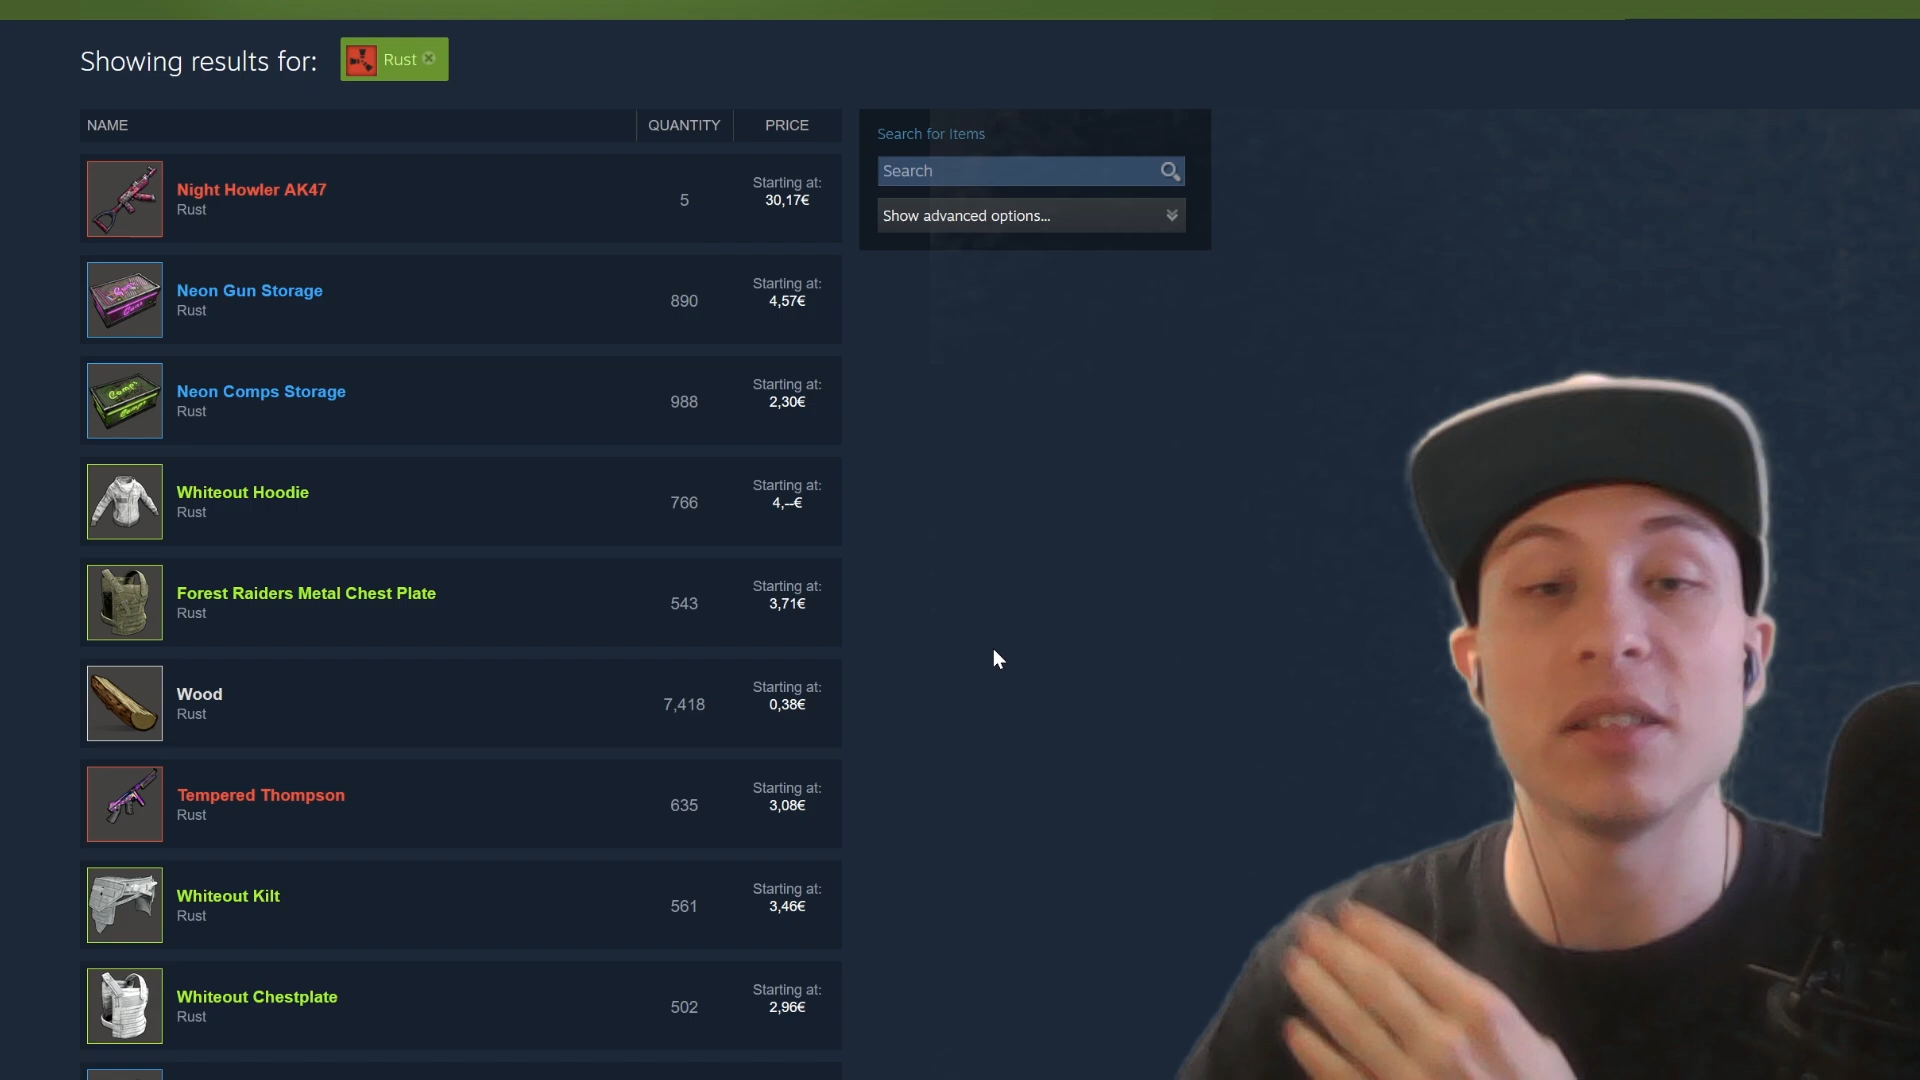 Showing results for: Rust
NAME QUANTITY PRICE
Search for Items
Search
Show advanced options...
Night Howler AK47
Rust
5
Starting at:
30,17€
Neon Gun Storage
Rust
890
Starting at:
4,57€
Neon Comps Storage
Rust
988
Starting at:
2,30€
Whiteout Hoodie
Rust
766
Starting at:
4,--€
Forest Raiders Metal Chest Plate
Rust
543
Starting at:
3,71€
Wood
Rust
7,418
Starting at:
0,38€
Tempered Thompson
Rust
635
Starting at:
3,08€
Whiteout Kilt
Rust
561
Starting at:
3,46€
Whiteout Chestplate
Rust
502
Starting at:
2,96€